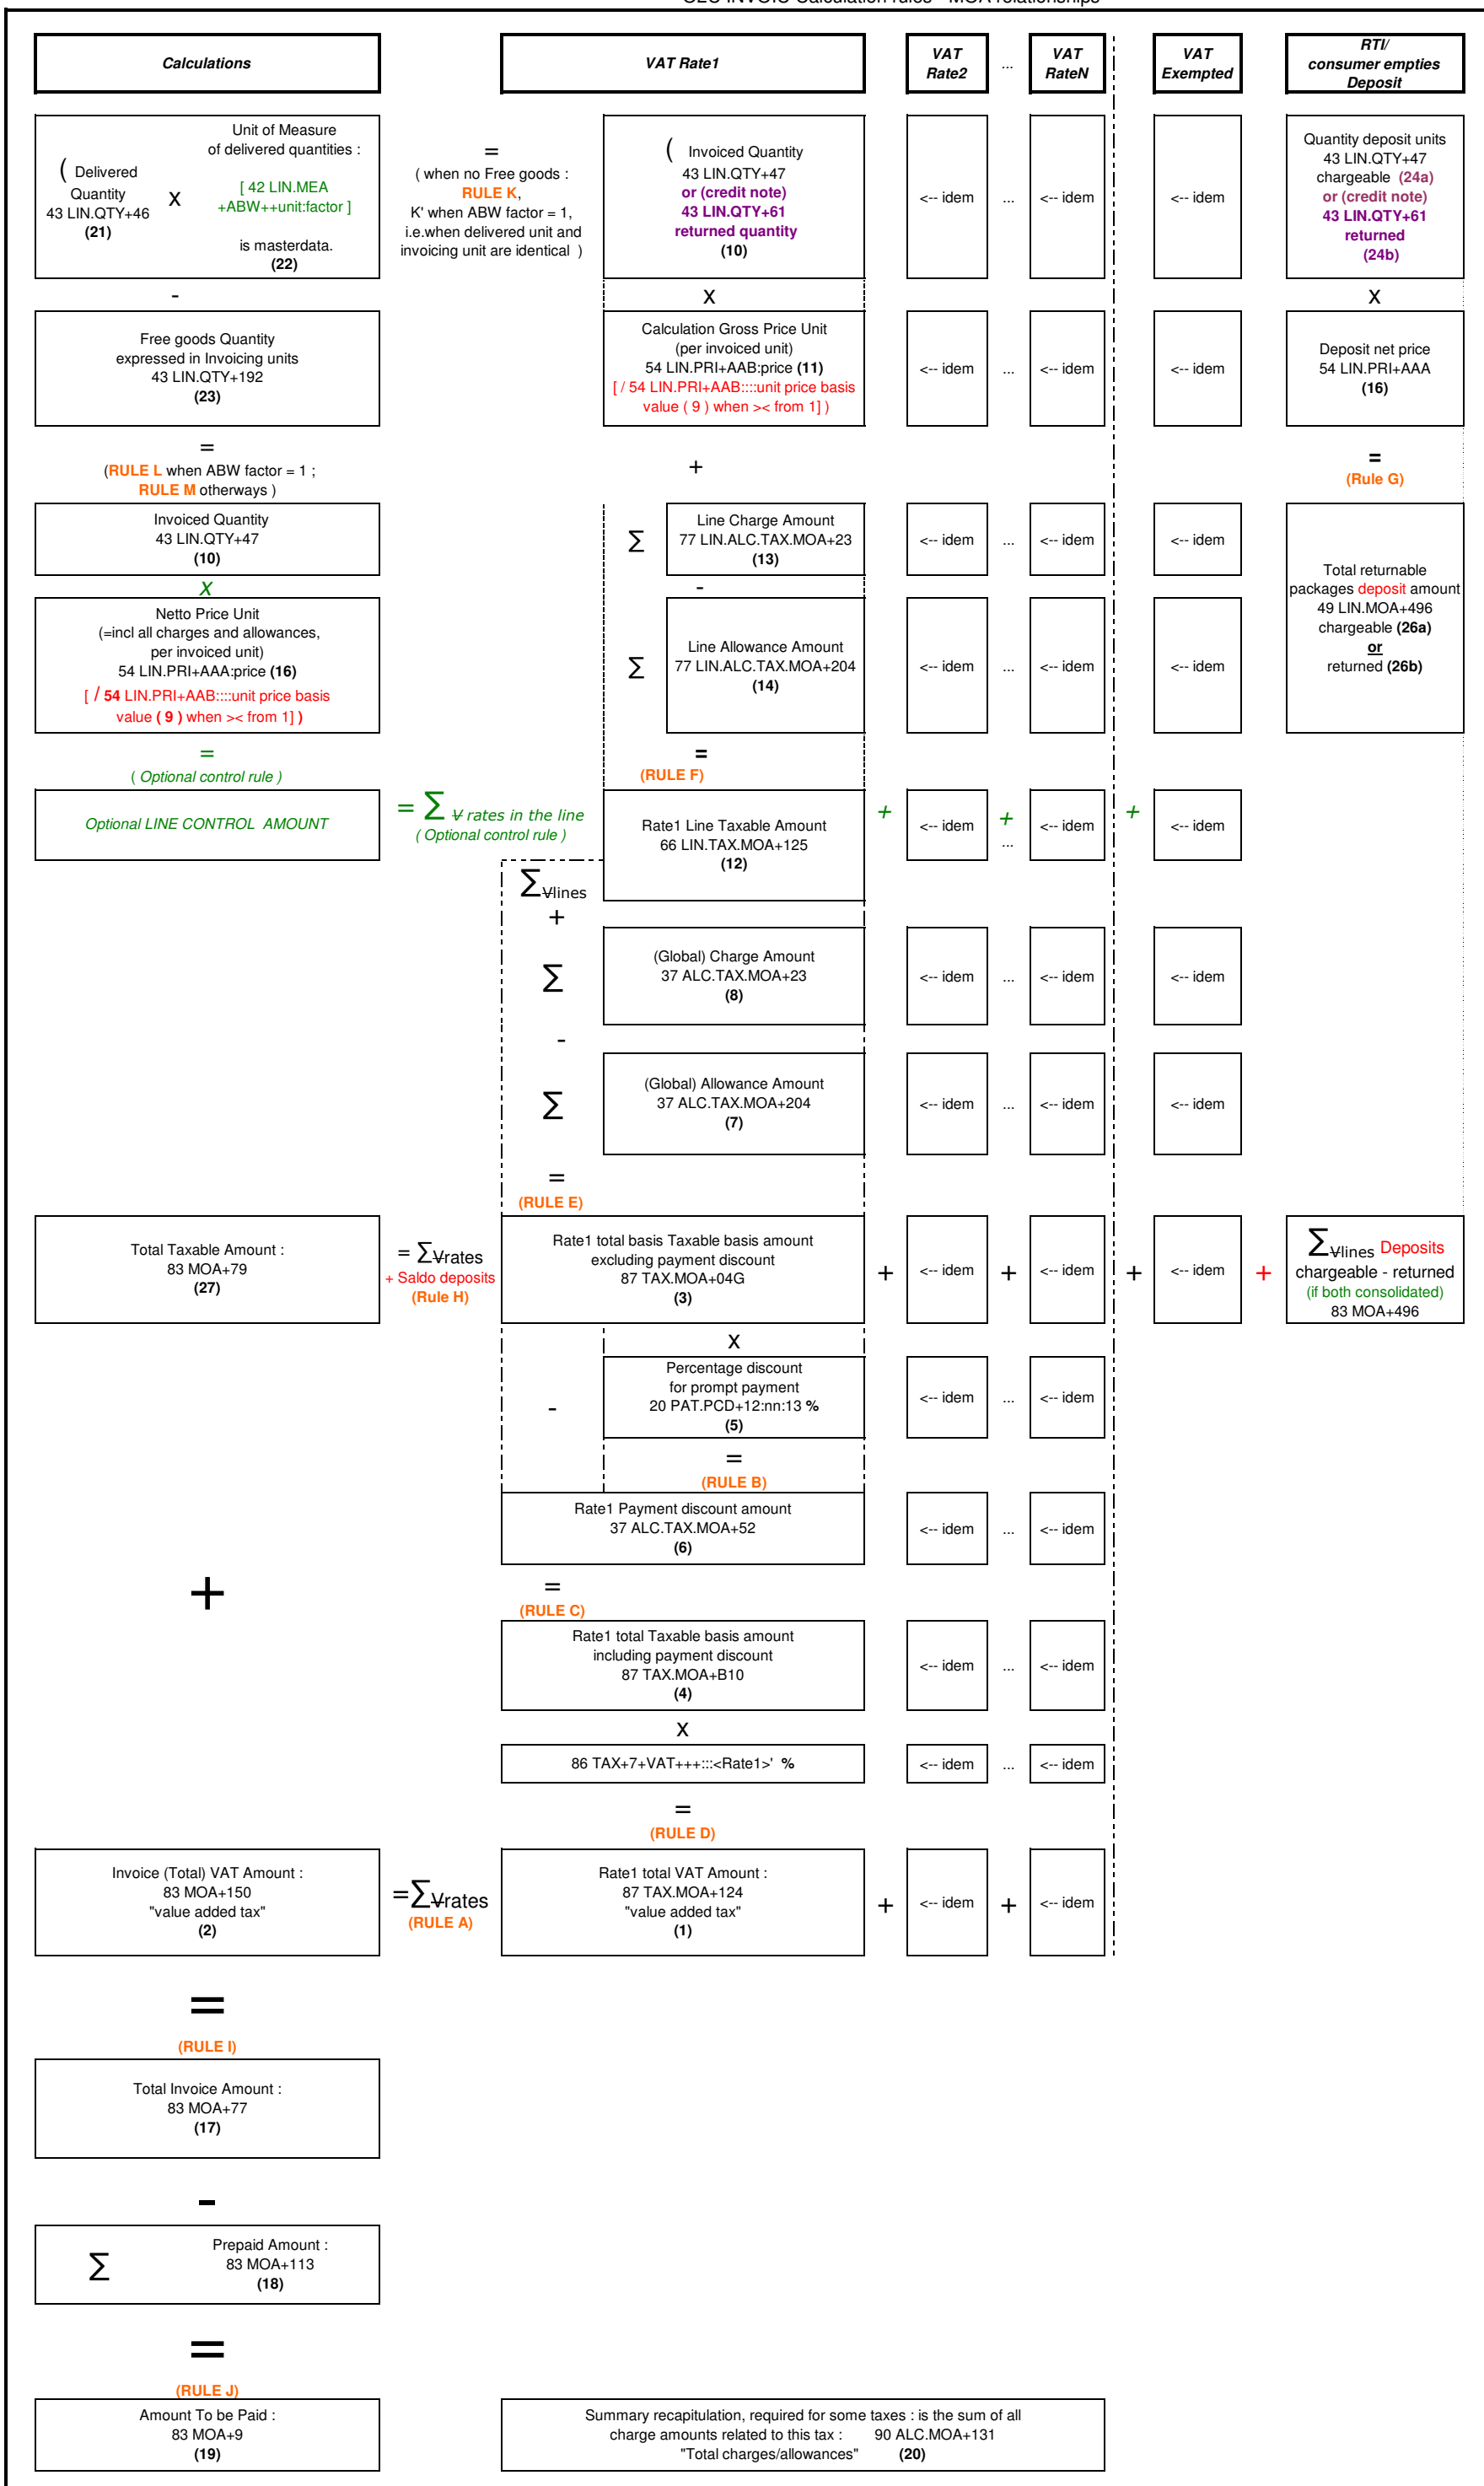 Calculations
VAT Rate1
VAT
Rate2
...
VAT
RateN
VAT
Exempted
RTI/
consumer empties
Deposit
( Delivered
Quantity
43 LIN.QTY+46
(21)
X
Unit of Measure
of delivered quantities :
[ 42 LIN.MEA
+ABW++unit:factor ]
is masterdata.
(22)
=
( when no Free goods :
RULE K,
K' when ABW factor = 1,
i.e.when delivered unit and
invoicing unit are identical )
( Invoiced Quantity
43 LIN.QTY+47
or (credit note)
43 LIN.QTY+61
returned quantity
(10)
<-- idem
...
<-- idem
<-- idem
Quantity deposit units
43 LIN.QTY+47
chargeable (24a)
or (credit note)
43 LIN.QTY+61
returned
(24b)
-
X
X
Free goods Quantity
expressed in Invoicing units
43 LIN.QTY+192
(23)
Calculation Gross Price Unit
(per invoiced unit)
54 LIN.PRI+AAB:price (11)
[ / 54 LIN.PRI+AAB::::unit price basis
value ( 9 ) when >< from 1] )
<-- idem
...
<-- idem
<-- idem
Deposit net price
54 LIN.PRI+AAA
(16)
=
(RULE L when ABW factor = 1 ;
RULE M otherways )
+
=
(Rule G)
Invoiced Quantity
43 LIN.QTY+47
(10)
Σ
Line Charge Amount
77 LIN.ALC.TAX.MOA+23
(13)
<-- idem
...
<-- idem
<-- idem
Total returnable
packages deposit amount
49 LIN.MOA+496
chargeable (26a)
or
returned (26b)
X
-
Netto Price Unit
(=incl all charges and allowances,
per invoiced unit)
54 LIN.PRI+AAA:price (16)
[ / 54 LIN.PRI+AAB::::unit price basis
value ( 9 ) when >< from 1] )
Σ
Line Allowance Amount
77 LIN.ALC.TAX.MOA+204
(14)
<-- idem
...
<-- idem
<-- idem
=
( Optional control rule )
=
(RULE F)
Optional LINE CONTROL AMOUNT
= Σ ∀ rates in the line
( Optional control rule )
Rate1 Line Taxable Amount
66 LIN.TAX.MOA+125
(12)
+
<-- idem
+
...
<-- idem
+
<-- idem
Σ∀lines
+
Σ
(Global) Charge Amount
37 ALC.TAX.MOA+23
(8)
<-- idem
...
<-- idem
<-- idem
-
Σ
(Global) Allowance Amount
37 ALC.TAX.MOA+204
(7)
<-- idem
...
<-- idem
<-- idem
=
(RULE E)
Total Taxable Amount :
83 MOA+79
(27)
= Σ∀rates
+ Saldo deposits
(Rule H)
Rate1 total basis Taxable basis amount
excluding payment discount
87 TAX.MOA+04G
(3)
+
<-- idem
+
<-- idem
+
<-- idem
+
Σ∀lines Deposits
chargeable - returned
(if both consolidated)
83 MOA+496
X
-
Percentage discount
for prompt payment
20 PAT.PCD+12:nn:13 %
(5)
<-- idem
...
<-- idem
=
(RULE B)
Rate1 Payment discount amount
37 ALC.TAX.MOA+52
(6)
<-- idem
...
<-- idem
+
=
(RULE C)
Rate1 total Taxable basis amount
including payment discount
87 TAX.MOA+B10
(4)
<-- idem
...
<-- idem
X
86 TAX+7+VAT+++:::<Rate1>' %
<-- idem
...
<-- idem
=
(RULE D)
Invoice (Total) VAT Amount :
83 MOA+150
"value added tax"
(2)
=Σ∀rates
(RULE A)
Rate1 total VAT Amount :
87 TAX.MOA+124
"value added tax"
(1)
+
<-- idem
+
<-- idem
=
(RULE I)
Total Invoice Amount :
83 MOA+77
(17)
-
Σ
Prepaid Amount :
83 MOA+113
(18)
=
(RULE J)
Amount To be Paid :
83 MOA+9
(19)
Summary recapitulation, required for some taxes : is the sum of all
charge amounts related to this tax : 90 ALC.MOA+131
"Total charges/allowances" (20)